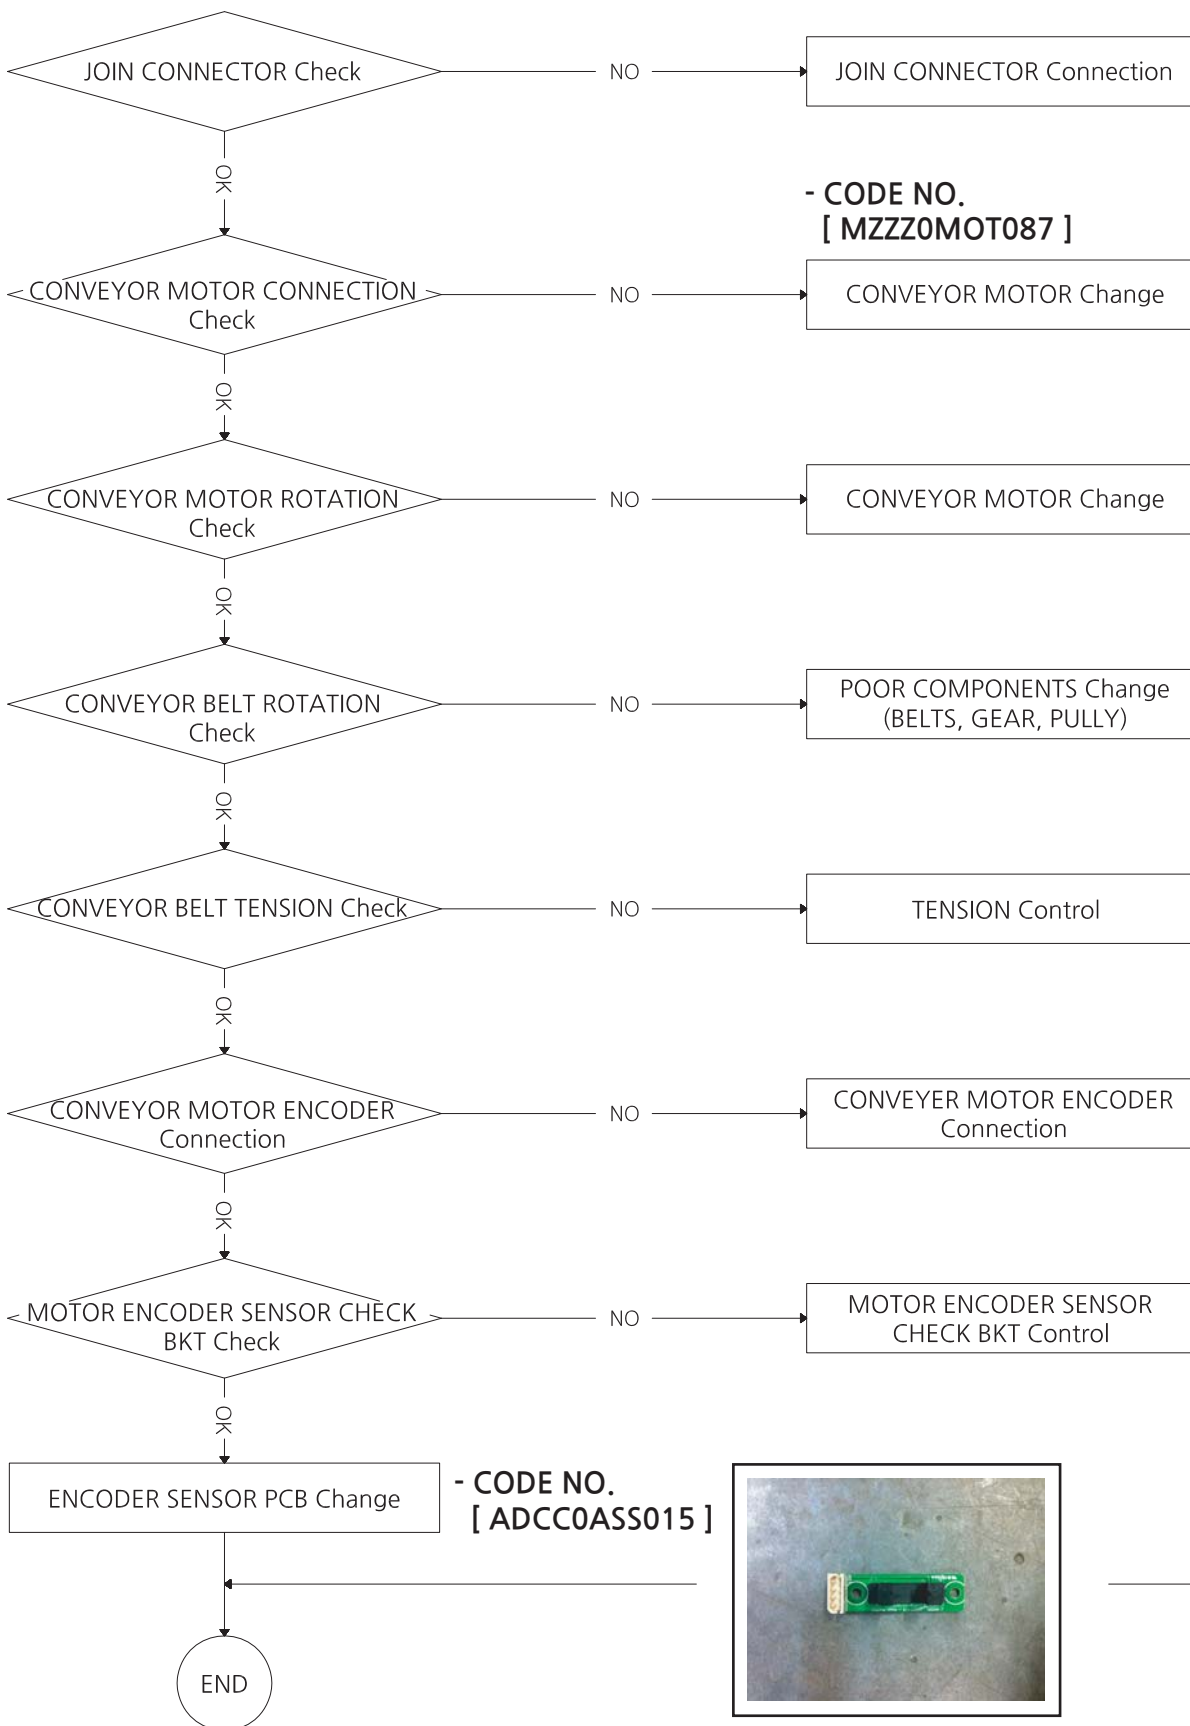 JOIN CONNECTOR Check
NO
JOIN CONNECTOR Connection
OK
- CODE NO.
[ MZZZ0MOT087 ]
CONVEYOR MOTOR CONNECTION
Check
NO
CONVEYOR MOTOR Change
OK
CONVEYOR MOTOR ROTATION
Check
NO
CONVEYOR MOTOR Change
OK
CONVEYOR BELT ROTATION
Check
NO
POOR COMPONENTS Change
(BELTS, GEAR, PULLY)
OK
CONVEYOR BELT TENSION Check
NO
TENSION Control
OK
CONVEYOR MOTOR ENCODER
Connection
NO
CONVEYER MOTOR ENCODER
Connection
OK
MOTOR ENCODER SENSOR CHECK
BKT Check
NO
MOTOR ENCODER SENSOR
CHECK BKT Control
OK
ENCODER SENSOR PCB Change
- CODE NO.
[ ADCC0ASS015 ]
END